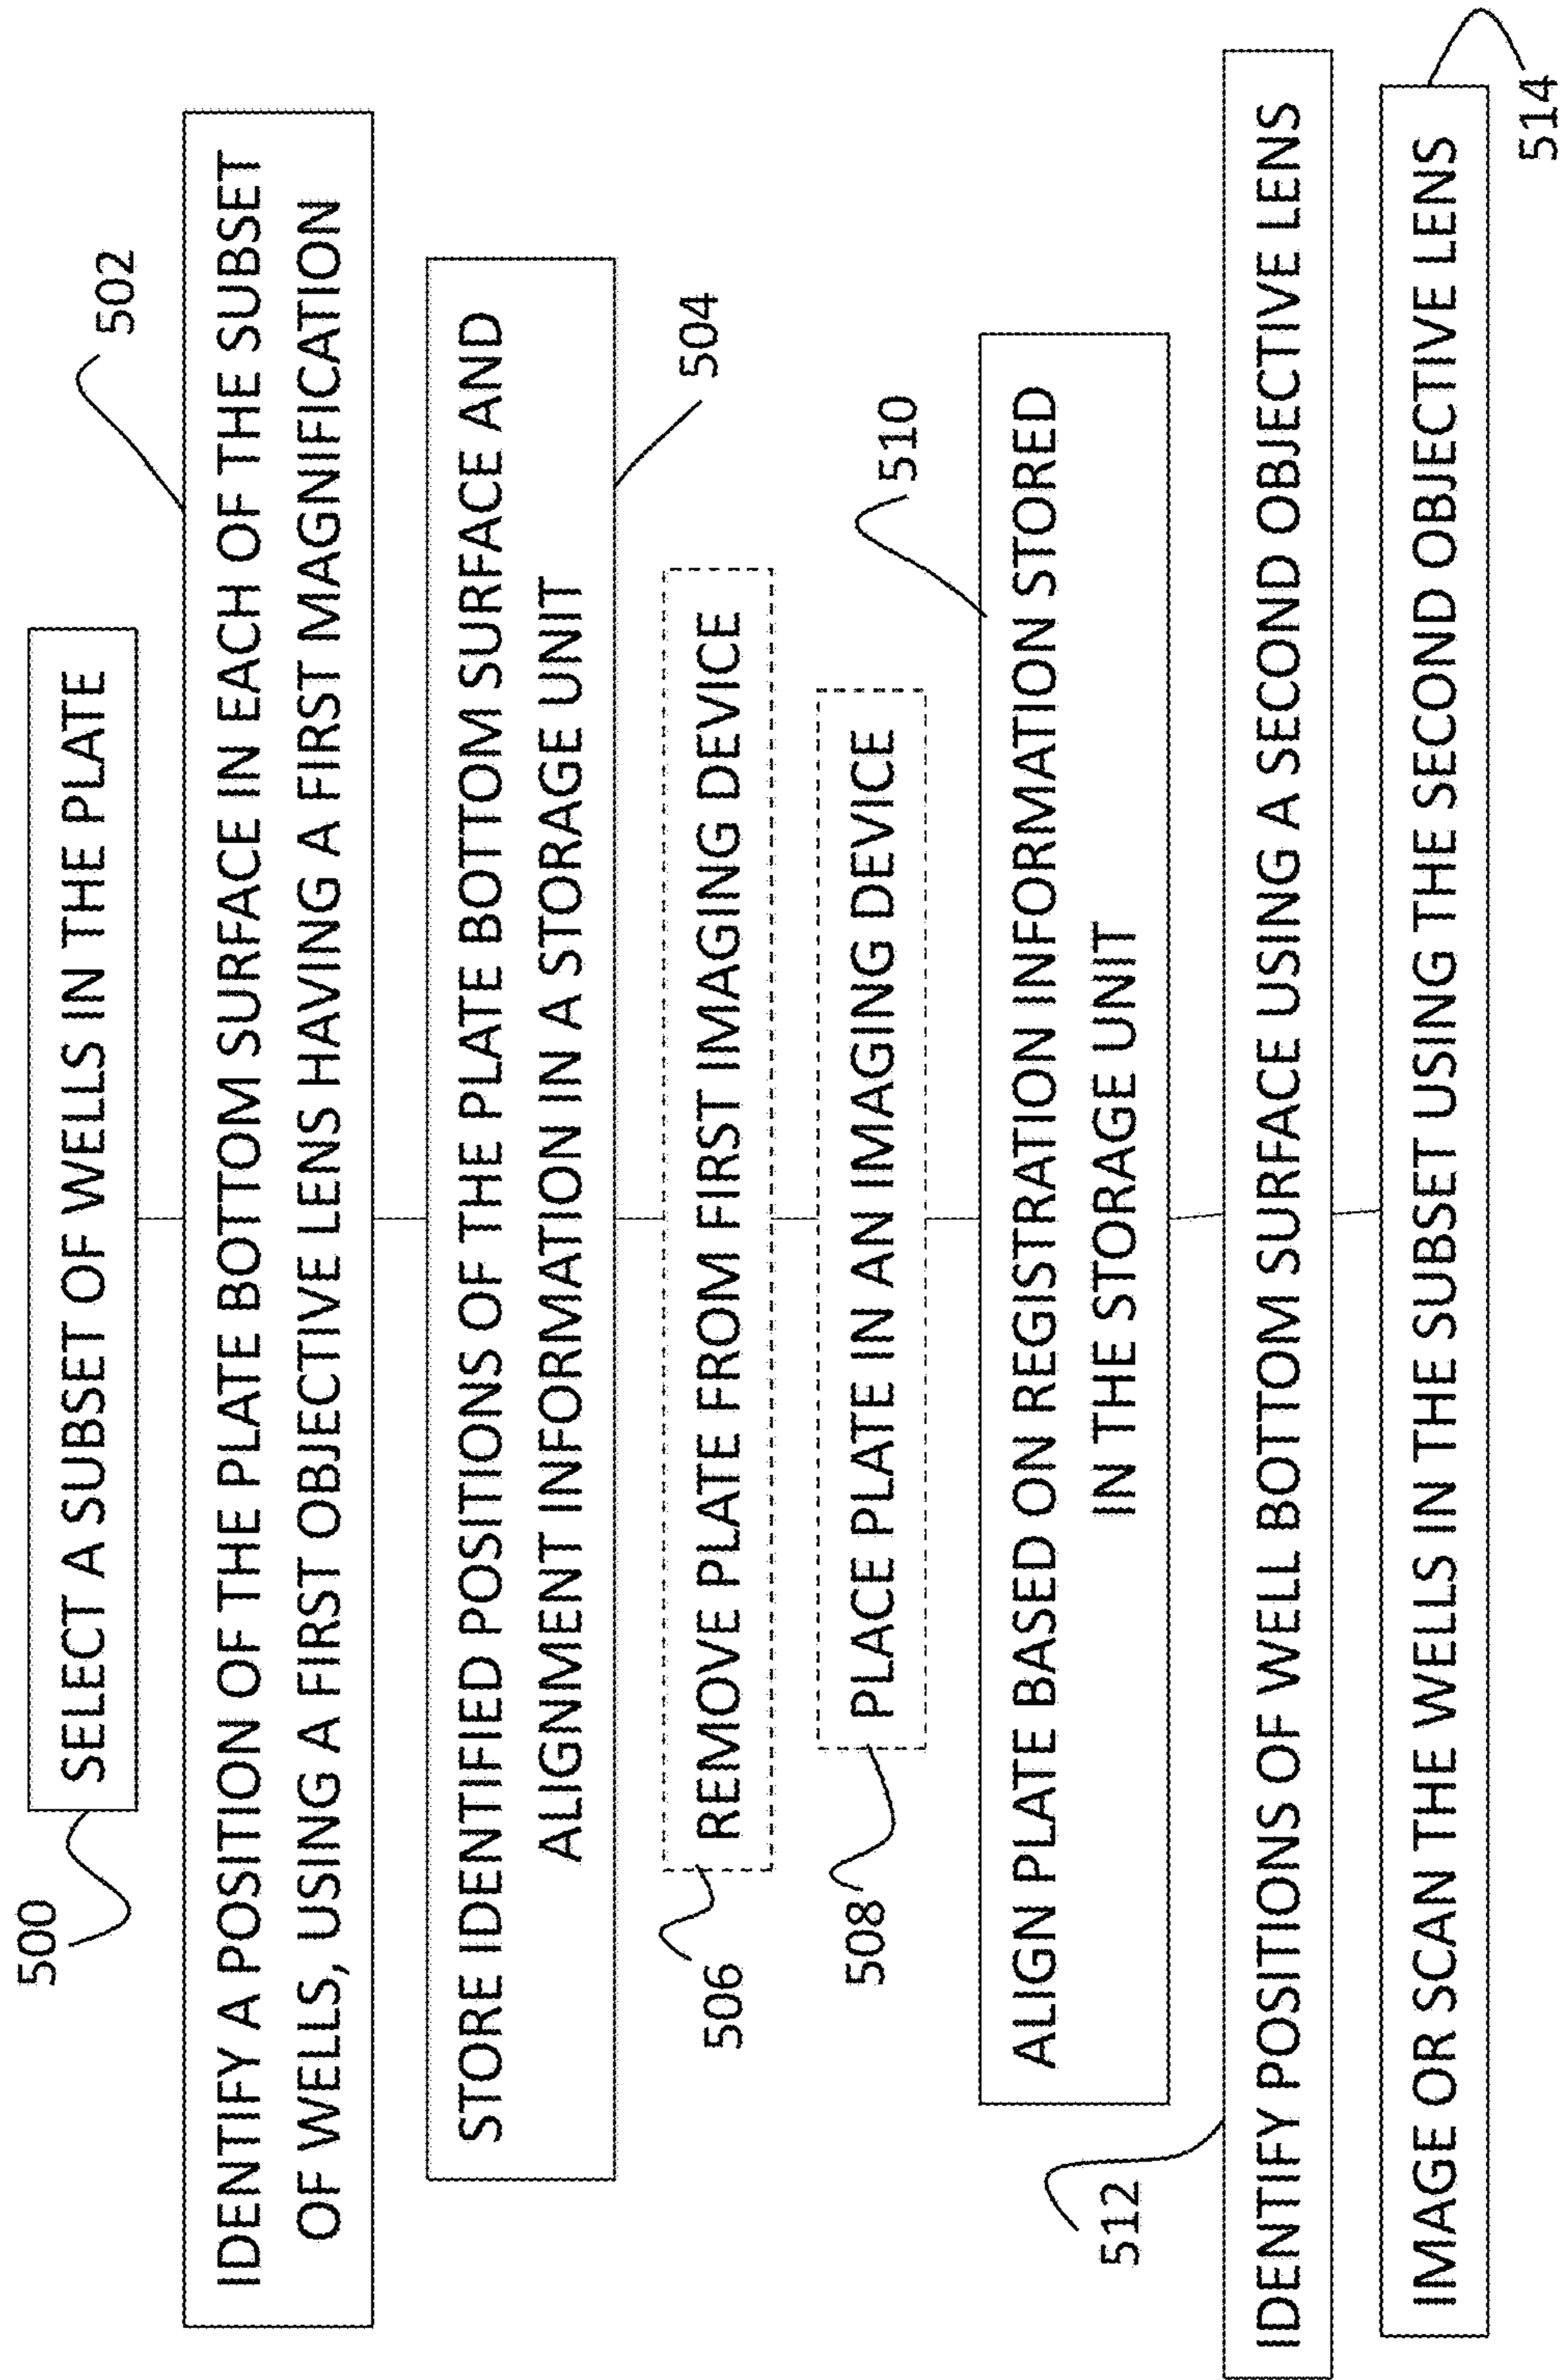 500
SELECT A SUBSET OF WELLS IN THE PLATE
502
IDENTIFY A POSITION OF THE PLATE BOTTOM SURFACE IN EACH OF THE SUBSET
OF WELLS, USING A FIRST OBJECTIVE LENS HAVING A FIRST MAGNIFICATION
STORE IDENTIFIED POSITIONS OF THE PLATE BOTTOM SURFACE AND
ALIGNMENT INFORMATION IN A STORAGE UNIT
504
506
REMOVE PLATE FROM FIRST IMAGING DEVICE
508
PLACE PLATE IN AN IMAGING DEVICE
510
ALIGN PLATE BASED ON REGISTRATION INFORMATION STORED
IN THE STORAGE UNIT
512
IDENTIFY POSITIONS OF WELL BOTTOM SURFACE USING A SECOND OBJECTIVE LENS
IMAGE OR SCAN THE WELLS IN THE SUBSET USING THE SECOND OBJECTIVE LENS
514